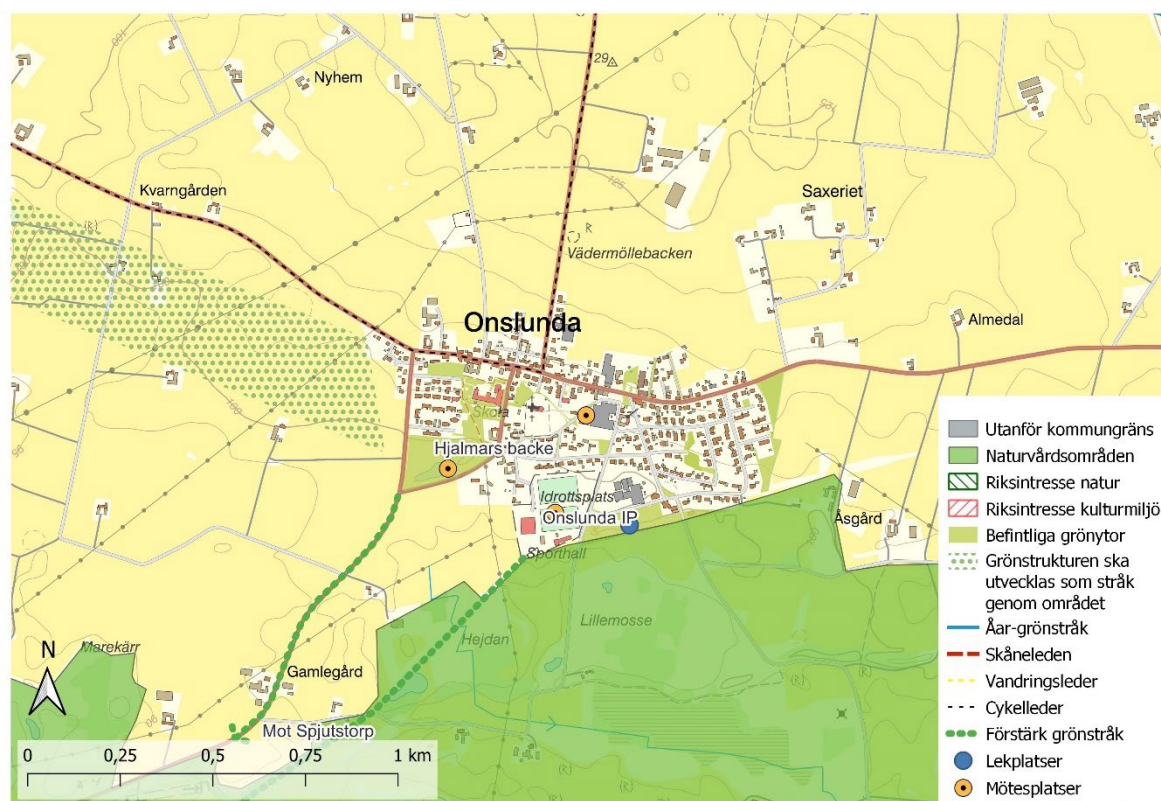 Nyhem
29
Kvarngården
Saxeriet
R
Vädermöllebacken
125
Onslunda
Almedal
Skola
Hjalmars backe
Idrottsplats
Onslunda IP
Sporthall
Åsgård
Lillemosse
Hejdan
Marekärr
Gamlegård
Mot Spjutstorp
N
0 0,25 0,5 0,75 1 km
Utanför kommungräns
Naturvårdsområden
Riksintresse natur
Riksintresse kulturmiljö
Befintliga grönytor
Grönstrukturen ska
utvecklas som stråk
genom området
Åar-grönstråk
Skåneleden
Vandringsleder
Cykelleder
Förstärk grönstråk
Lekplatser
Mötesplatser